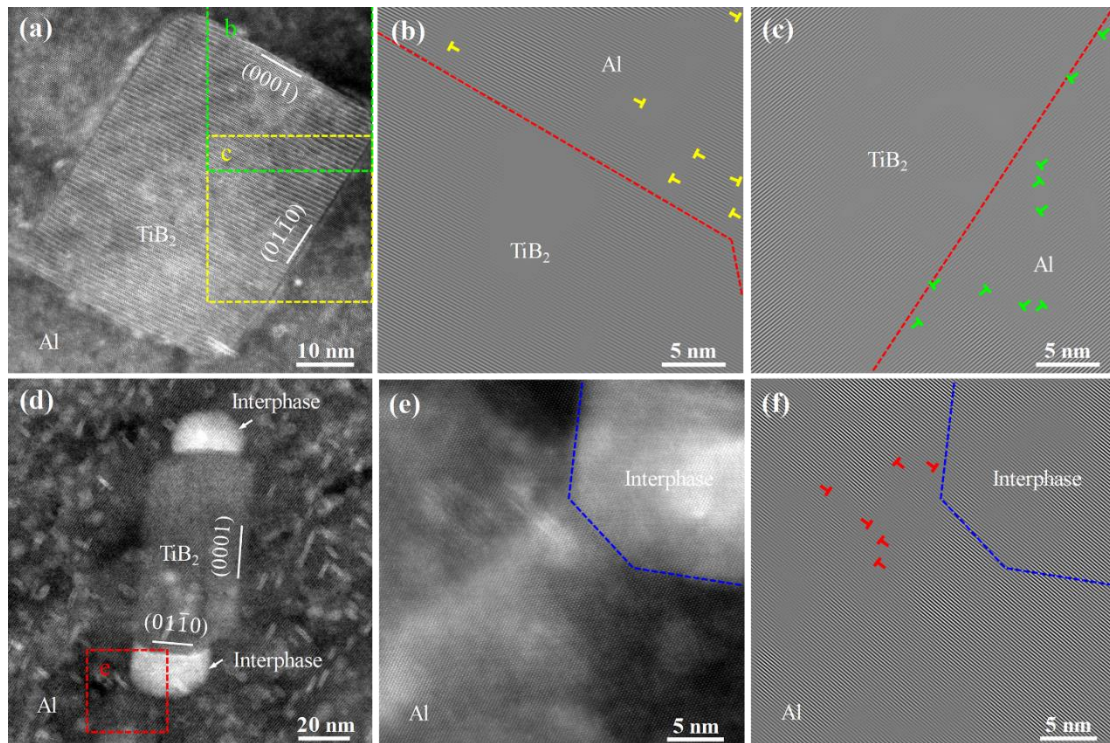 (a)
b
(0001)
c
TiB₂
(01̅10)
Al
10 nm
(b)
Al
TiB₂
5 nm
(c)
TiB₂
Al
5 nm
(d)
Interphase
TiB₂
(0001)
(01̅10)
e
Interphase
Al
20 nm
(e)
Interphase
Al
5 nm
(f)
Interphase
Al
5 nm